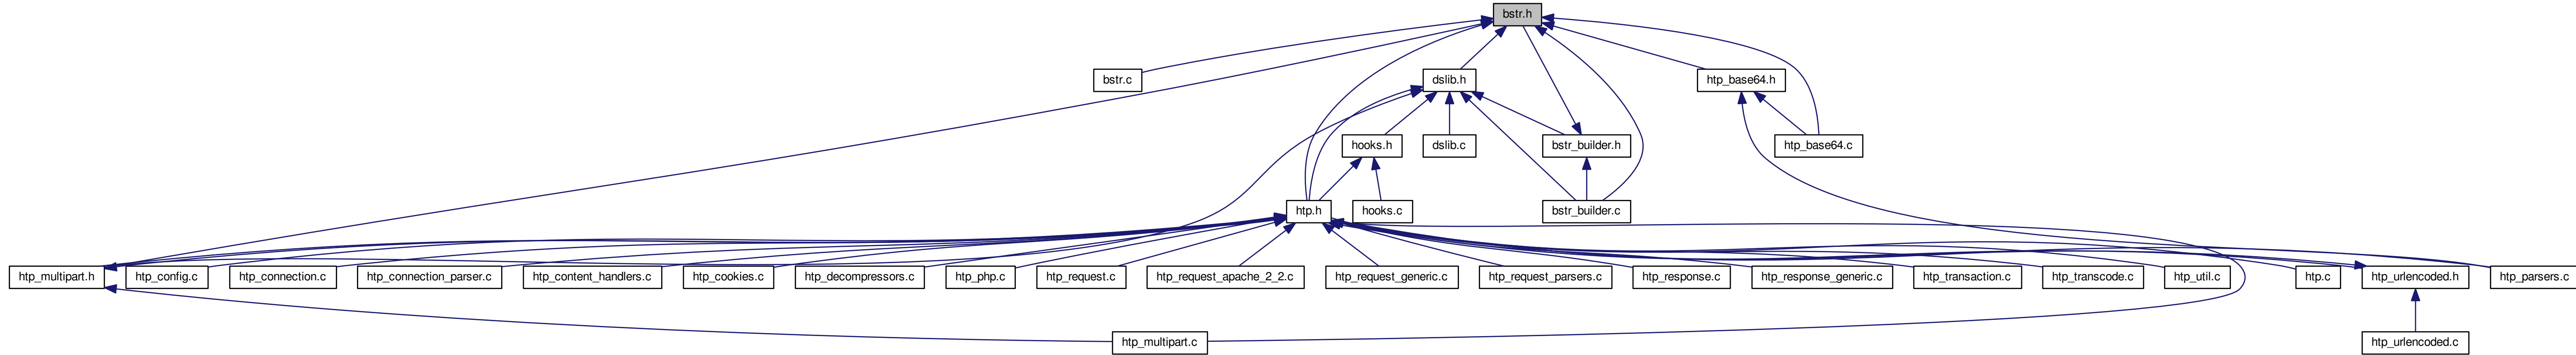 bstr.h
bstr.c
dslib.h
htp_base64.h
hooks.h
dslib.c
bstr_builder.h
htp_base64.c
htp.h
hooks.c
bstr_builder.c
htp_multipart.h
htp_config.c
htp_connection.c
htp_connection_parser.c
htp_content_handlers.c
htp_cookies.c
htp_decompressors.c
htp_php.c
htp_request.c
htp_request_apache_2_2.c
htp_request_generic.c
htp_request_parsers.c
htp_response.c
htp_response_generic.c
htp_transaction.c
htp_transcode.c
htp_util.c
htp.c
htp_urlencoded.h
htp_parsers.c
htp_multipart.c
htp_urlencoded.c